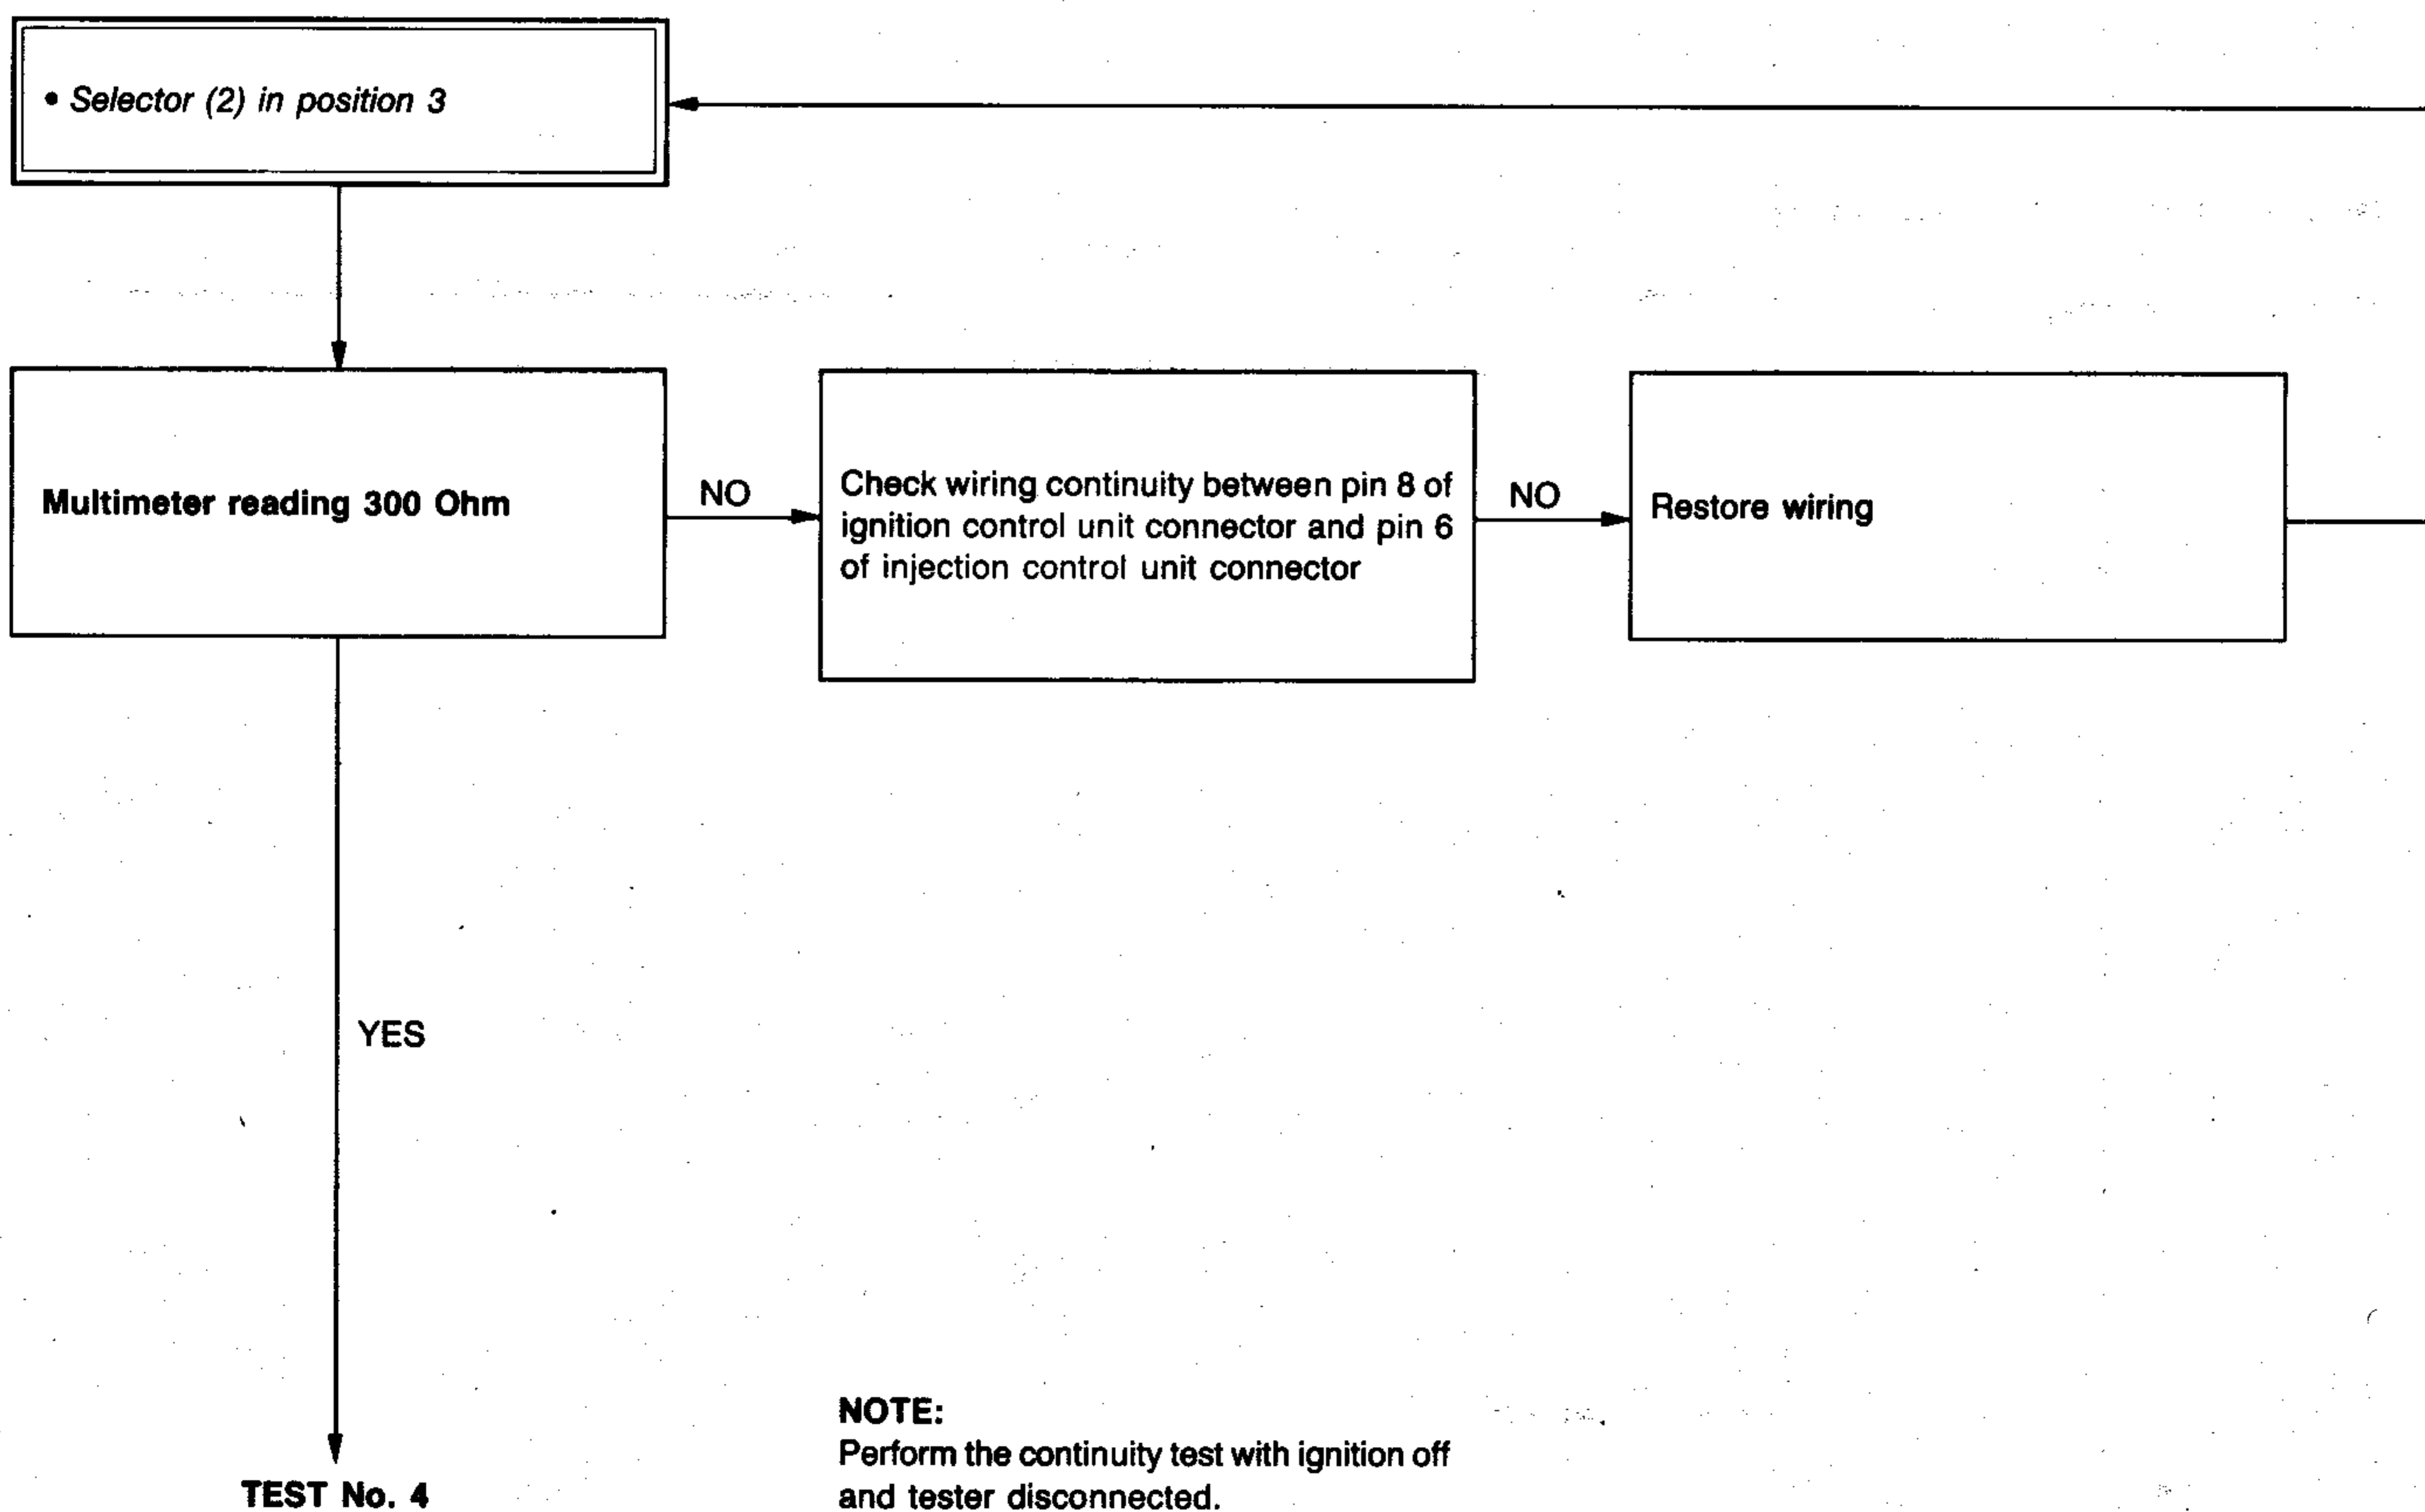 • Selector (2) in position 3
Multimeter reading 300 Ohm
NO
Check wiring continuity between pin 8 of
ignition control unit connector and pin 6
of injection control unit connector
NO
Restore wiring
YES
TEST No. 4
NOTE:
Perform the continuity test with ignition off
and tester disconnected.